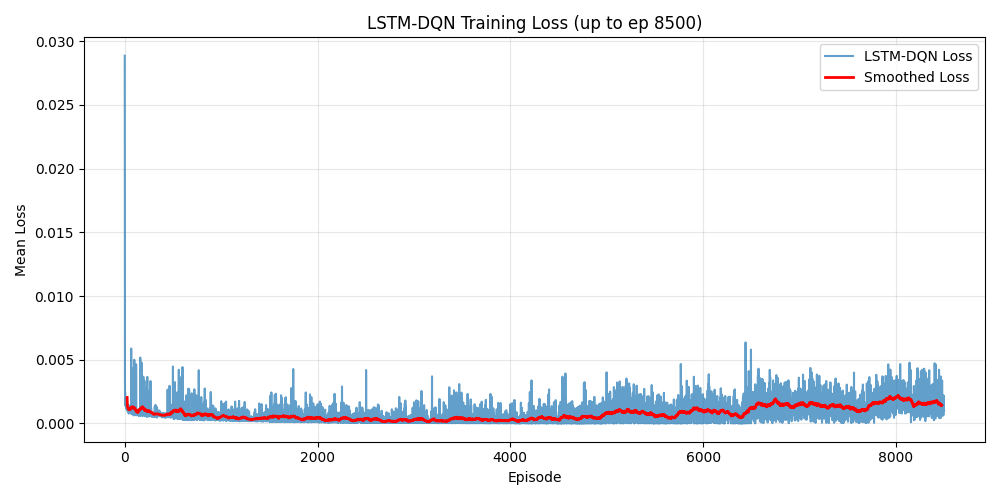 LSTM-DQN Training Loss (up to ep 8500)
LSTM-DQN Loss
Smoothed Loss
Mean Loss
0.030
0.025
0.020
0.015
0.010
0.005
0.000
0 2000 4000 6000 8000
Episode